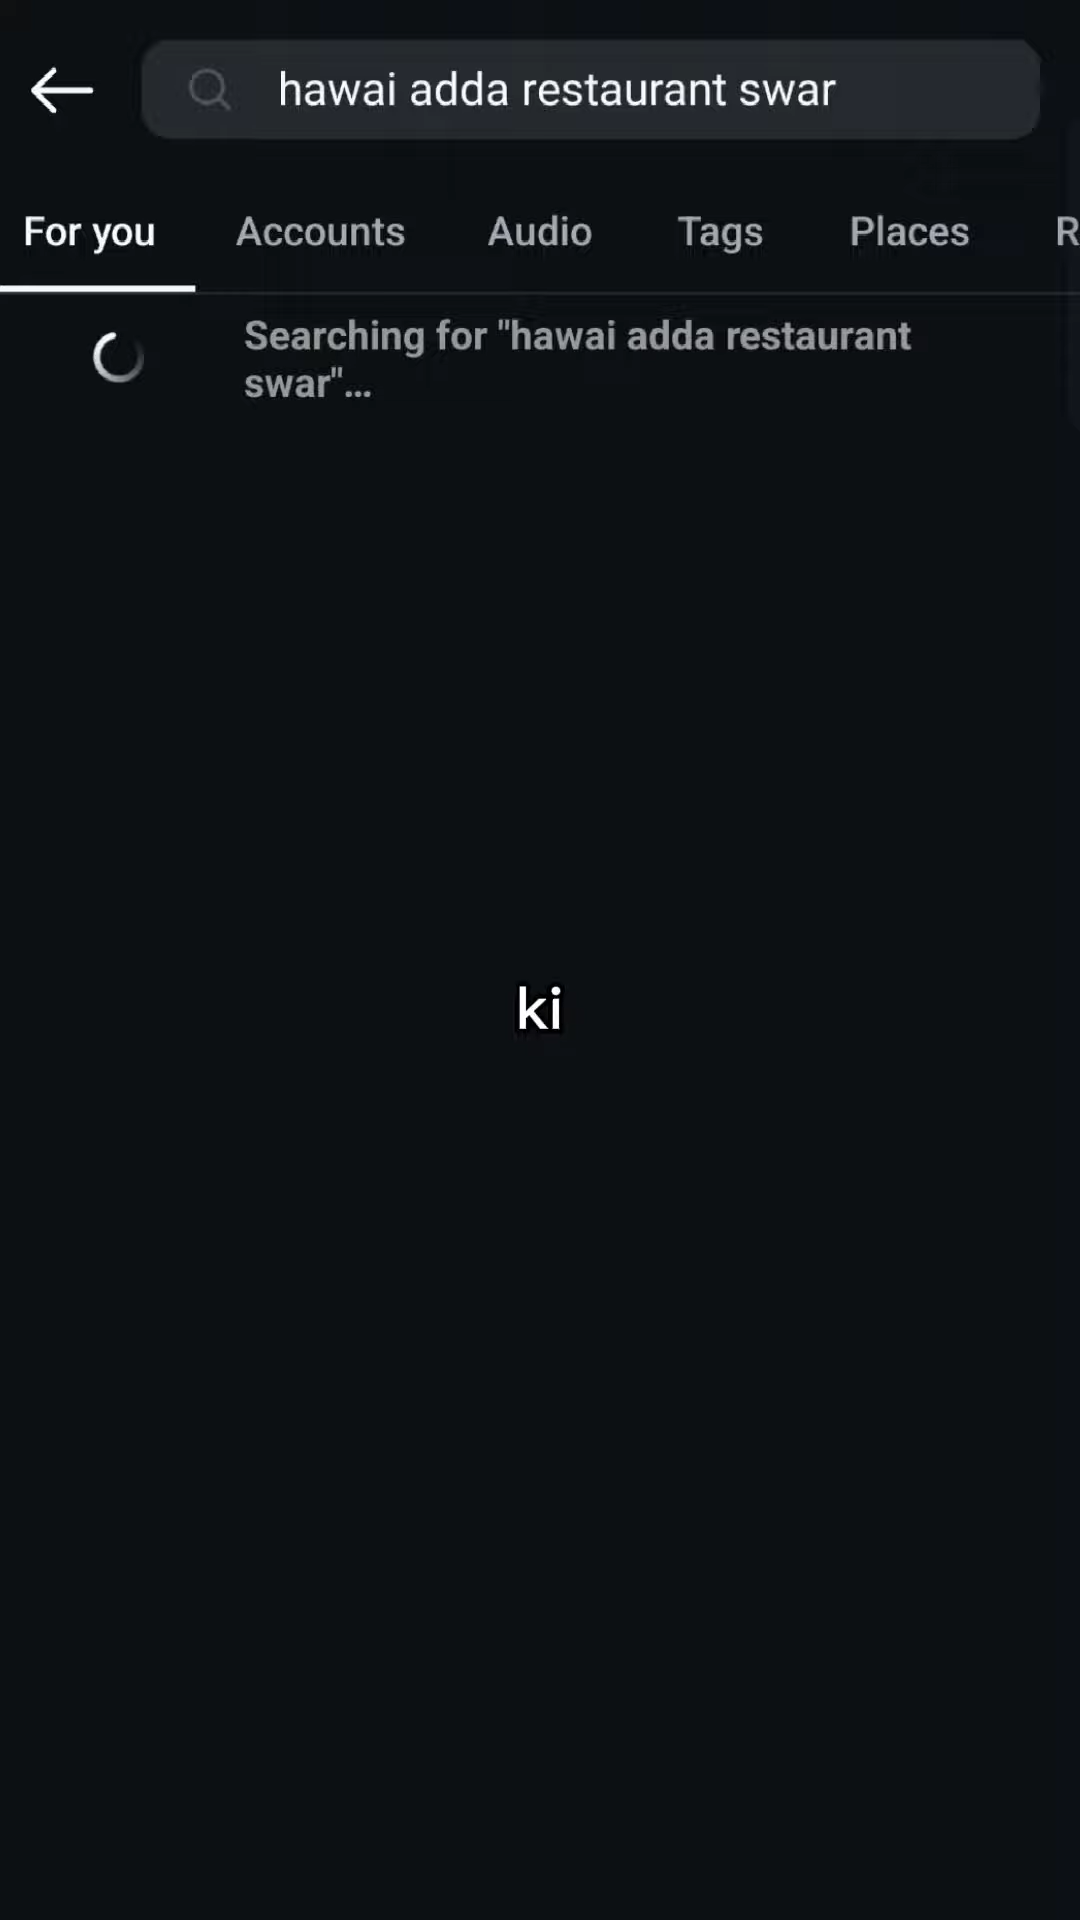 hawai adda restaurant swar
For you Accounts Audio Tags Places R
Searching for "hawai adda restaurant
swar"...
ki